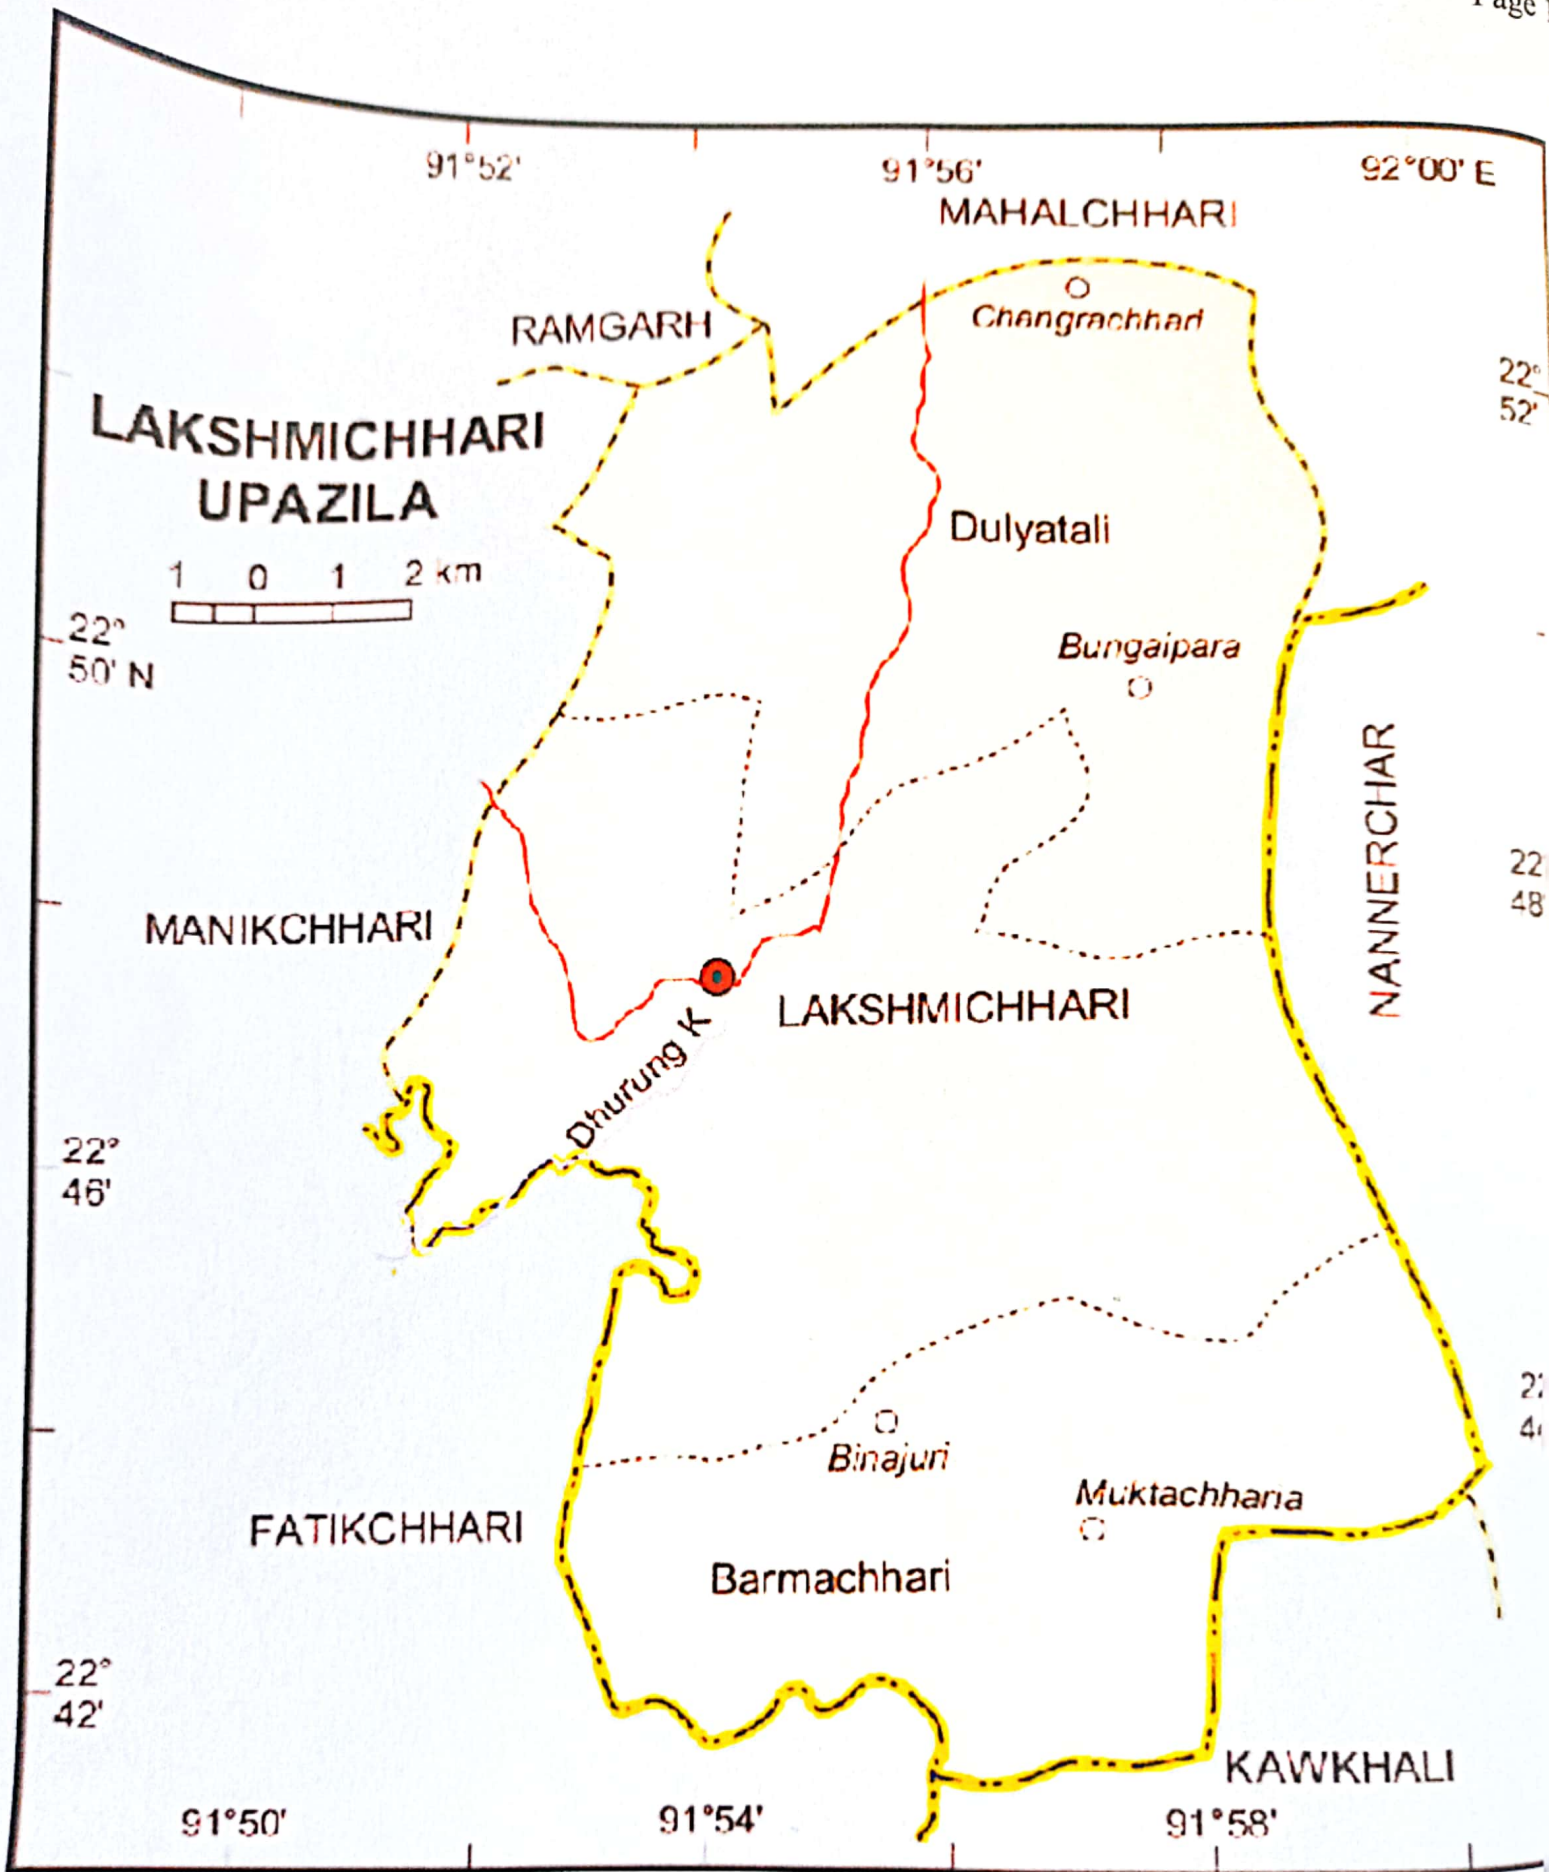 Page
91°52'
91°56'
92°00' E
MAHALCHHARI
RAMGARH
Changrachhari
22°
52'
LAKSHMICHHARI
UPAZILA
Dulyatali
1 0 1 2 km
22°
50' N
Bungaipara
NANNERCHAR
22
48
MANIKCHHARI
LAKSHMICHHARI
Dhurung K
22°
46'
Binajuri
Muktachharia
FATIKCHHARI
Barmachhari
22°
42'
KAWKHALI
91°50'
91°54'
91°58'